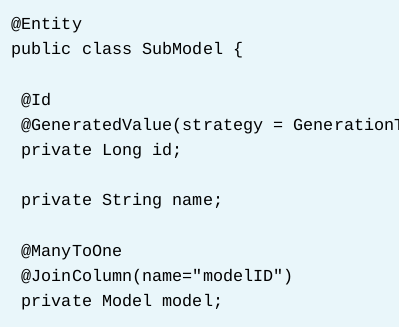 @Entity
public class SubModel {
@Id
@GeneratedValue(strategy = GenerationT
private Long id;
private String name;
@ManyToOne
@JoinColumn(name="modelID")
private Model model;